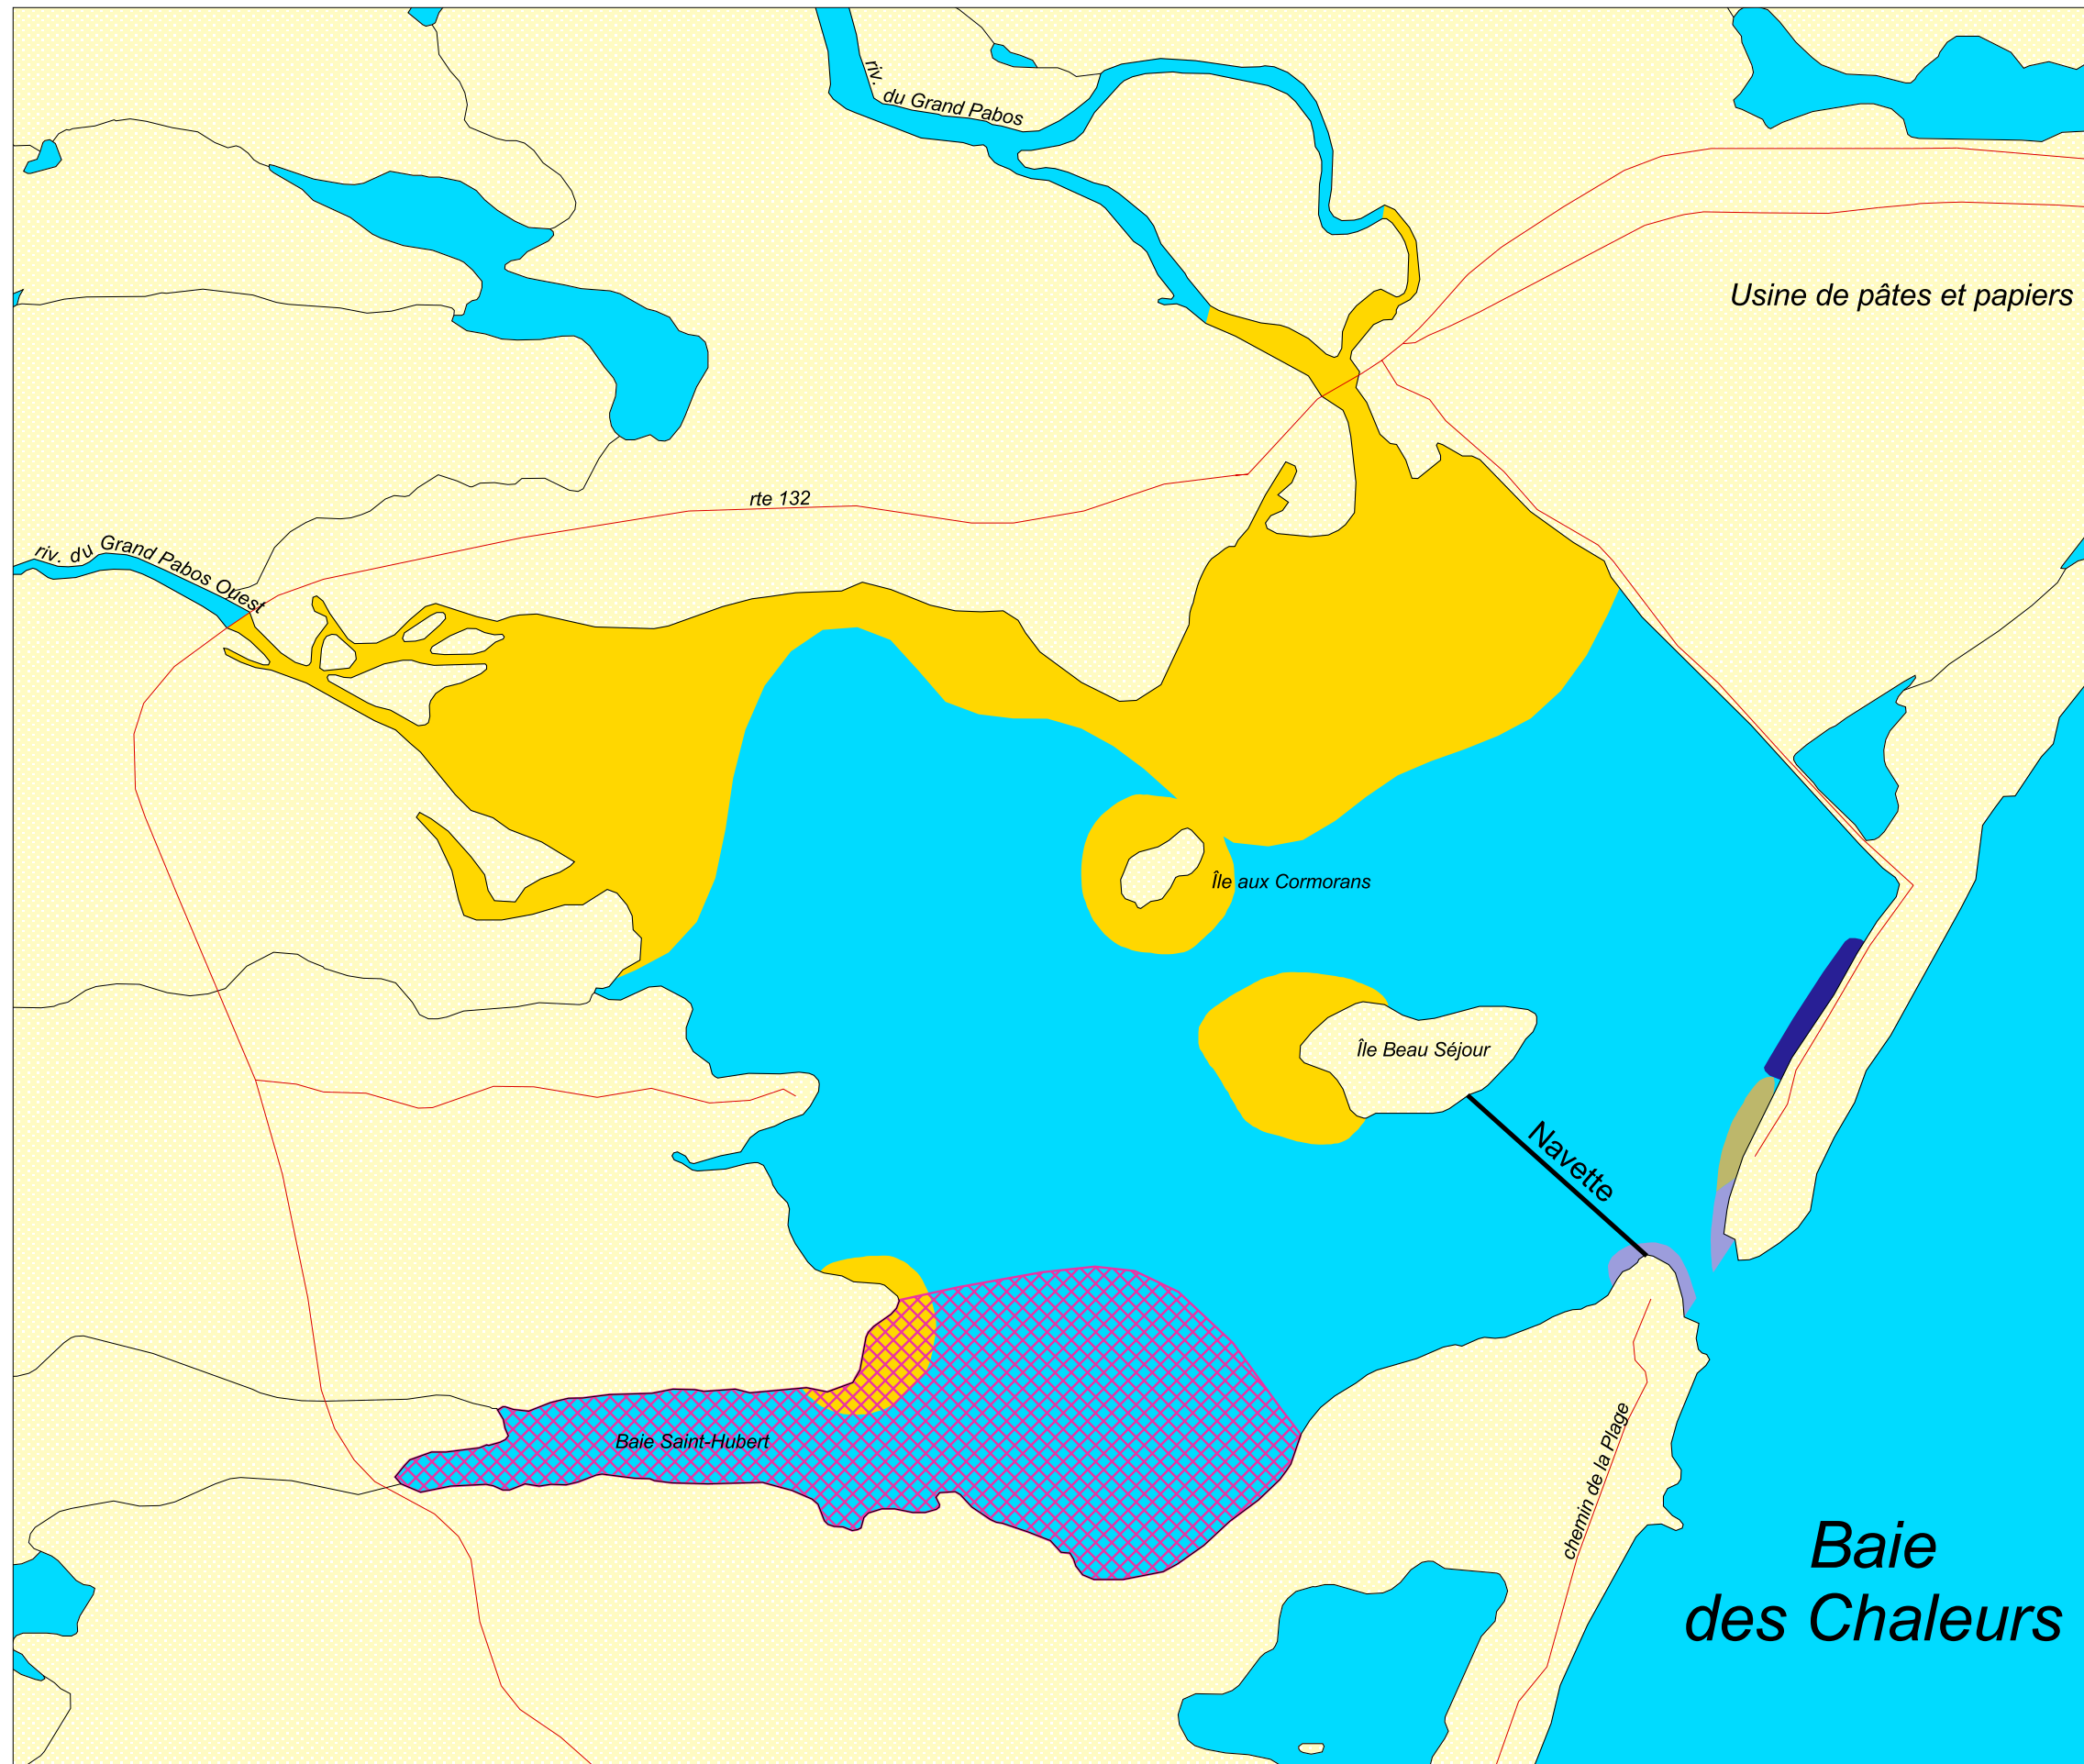 riv. du Grand Pabos
Usine de pâtes et papiers
rte 132
riv. du Grand Pabos Ouest
Île aux Cormorans
Île Beau Séjour
Navette
Baie Saint-Hubert
chemin de la Plage
Baie
des Chaleurs